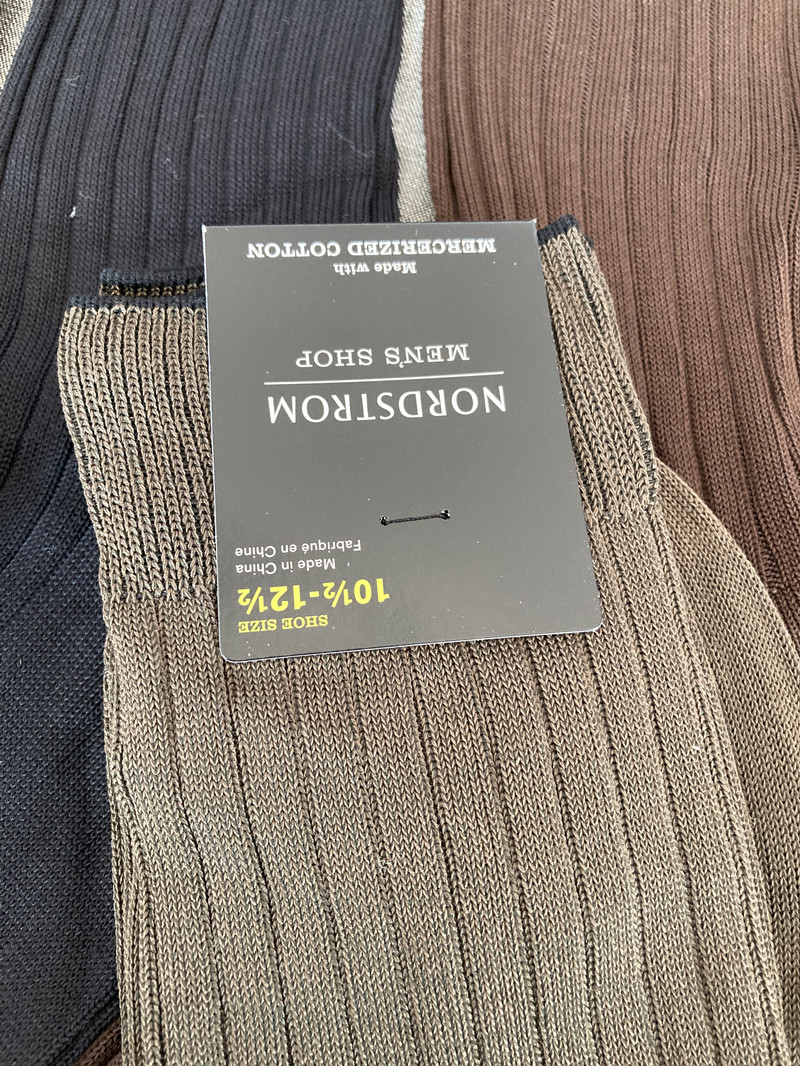 SHOE SIZE
10½-12½
Made in China
Fabriqué en Chine
NORDSTROM
MEN'S SHOP
Made with
MERCERIZED COTTON